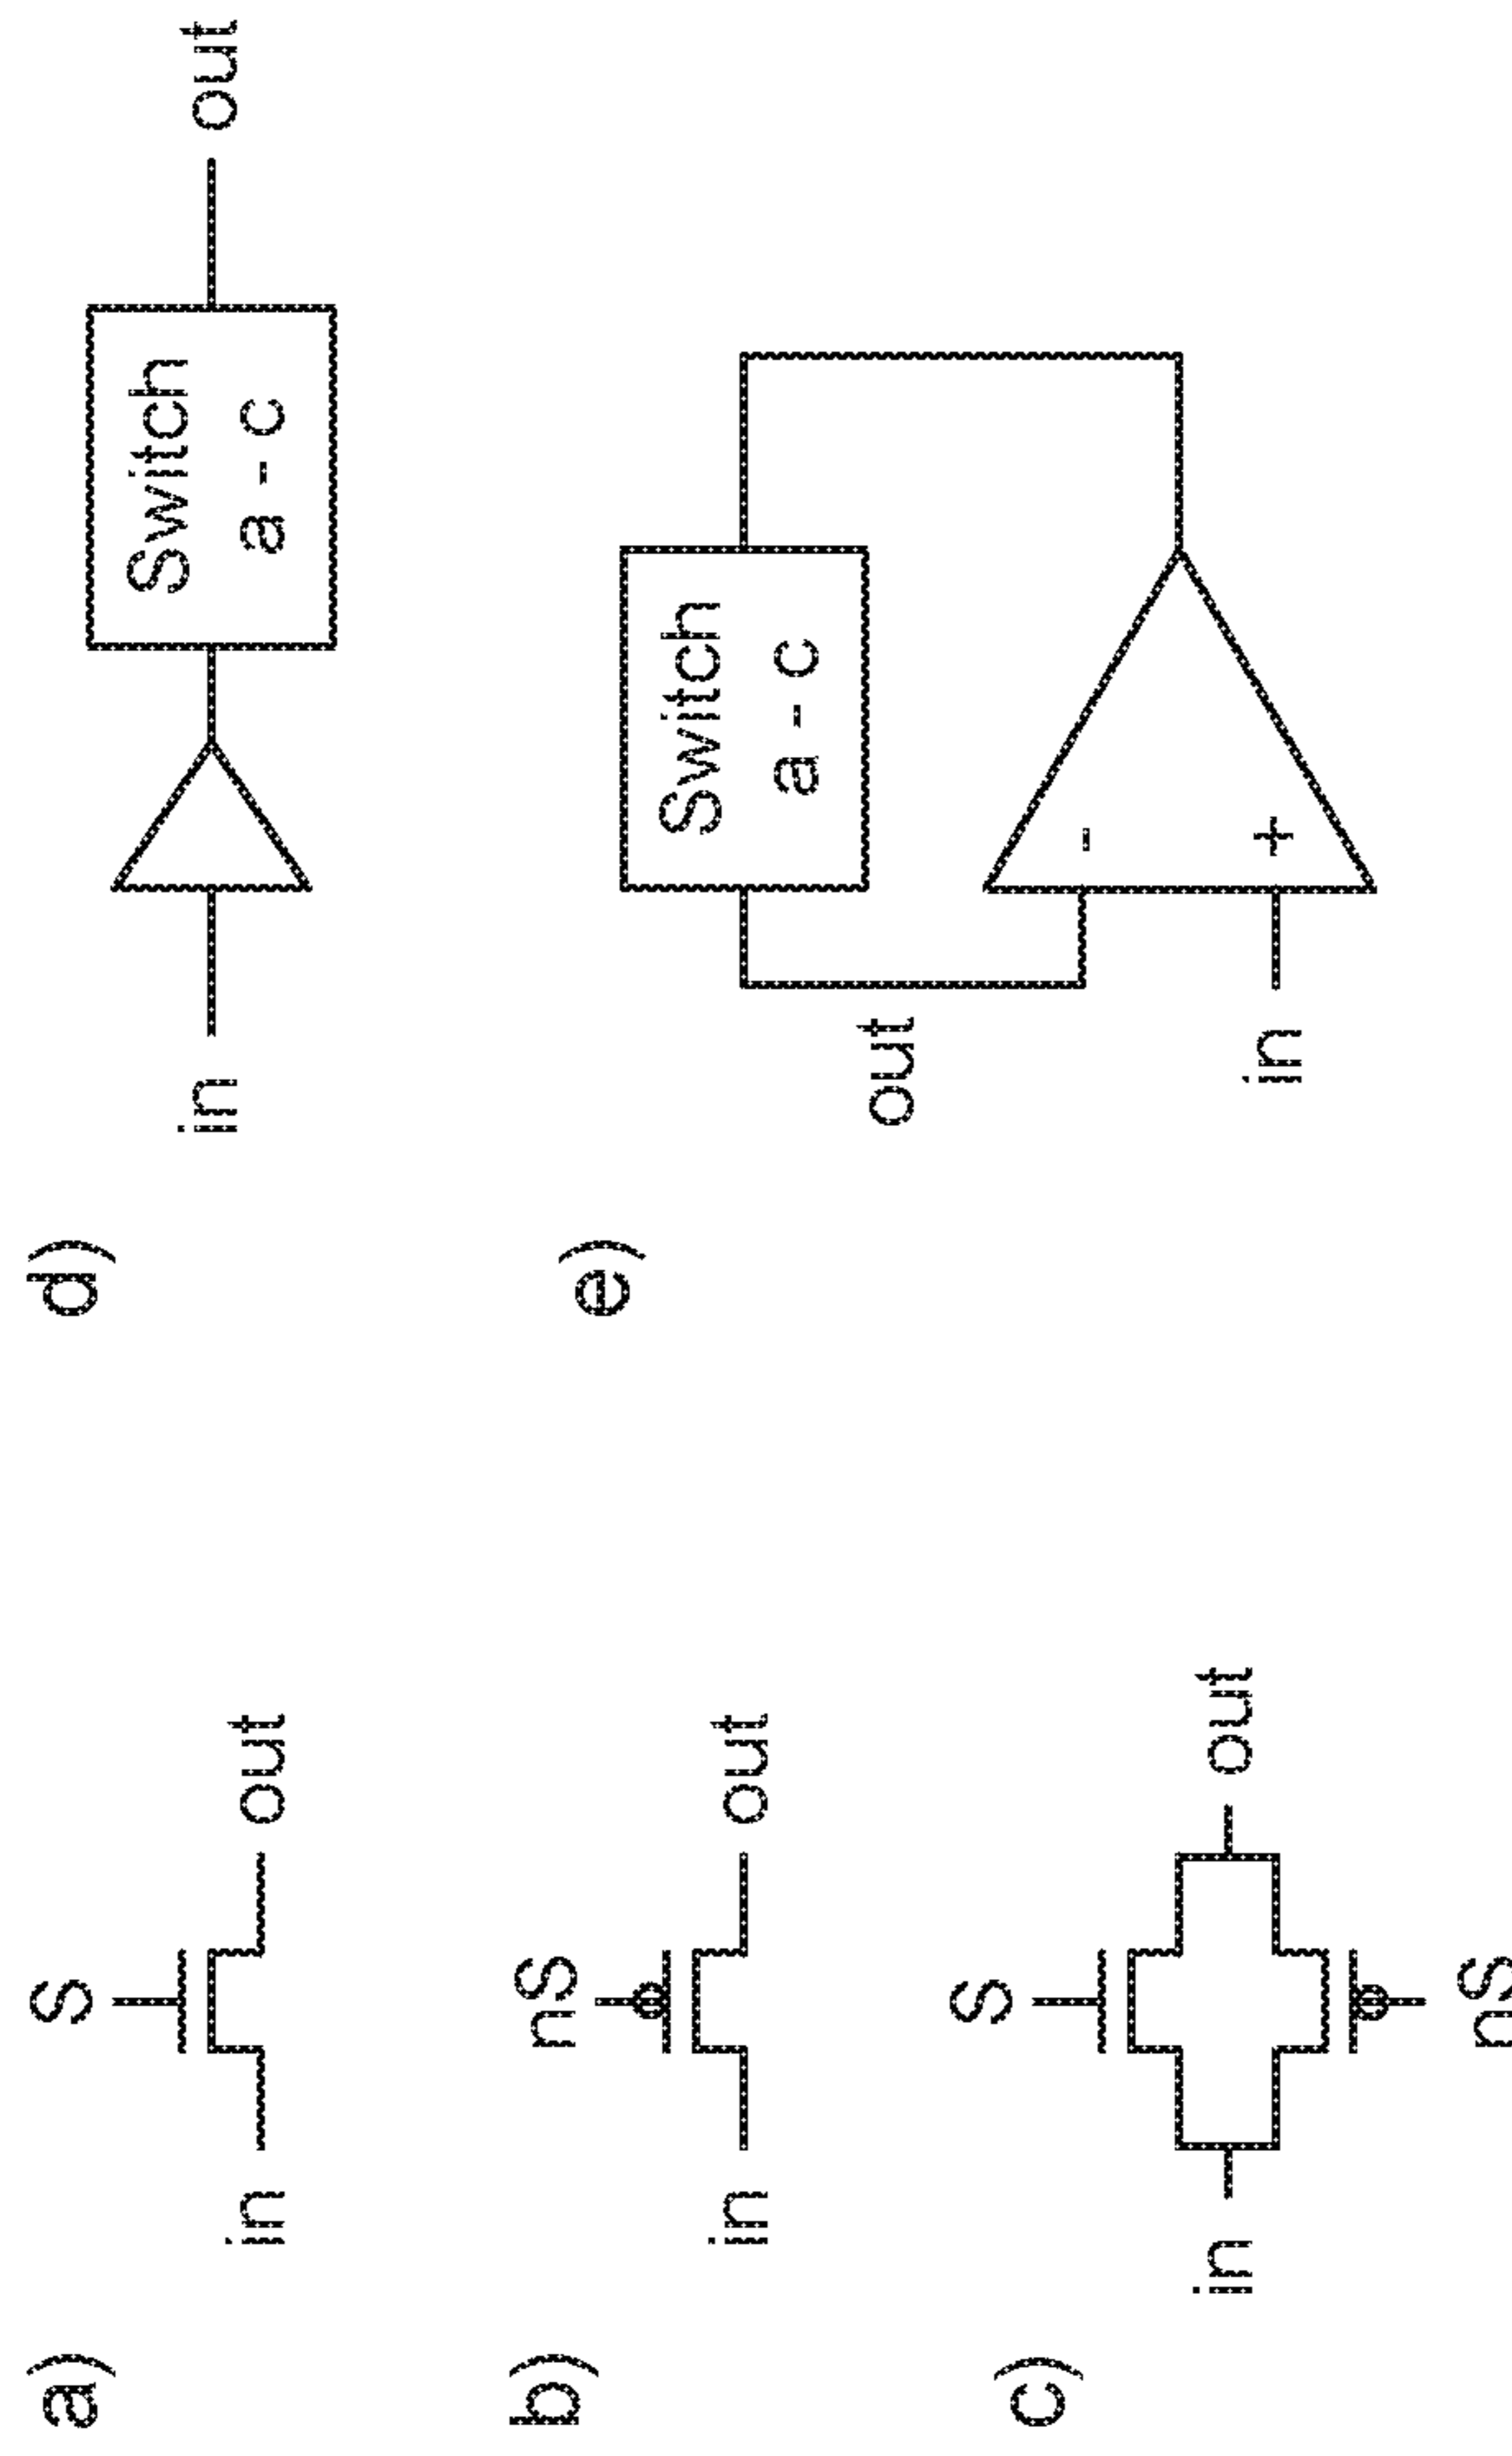 a)
S
in
out
b)
nS
in
out
c)
S
in
out
nS
d)
in
Switch
a - c
out
e)
Switch
a - c
out
-
+
in